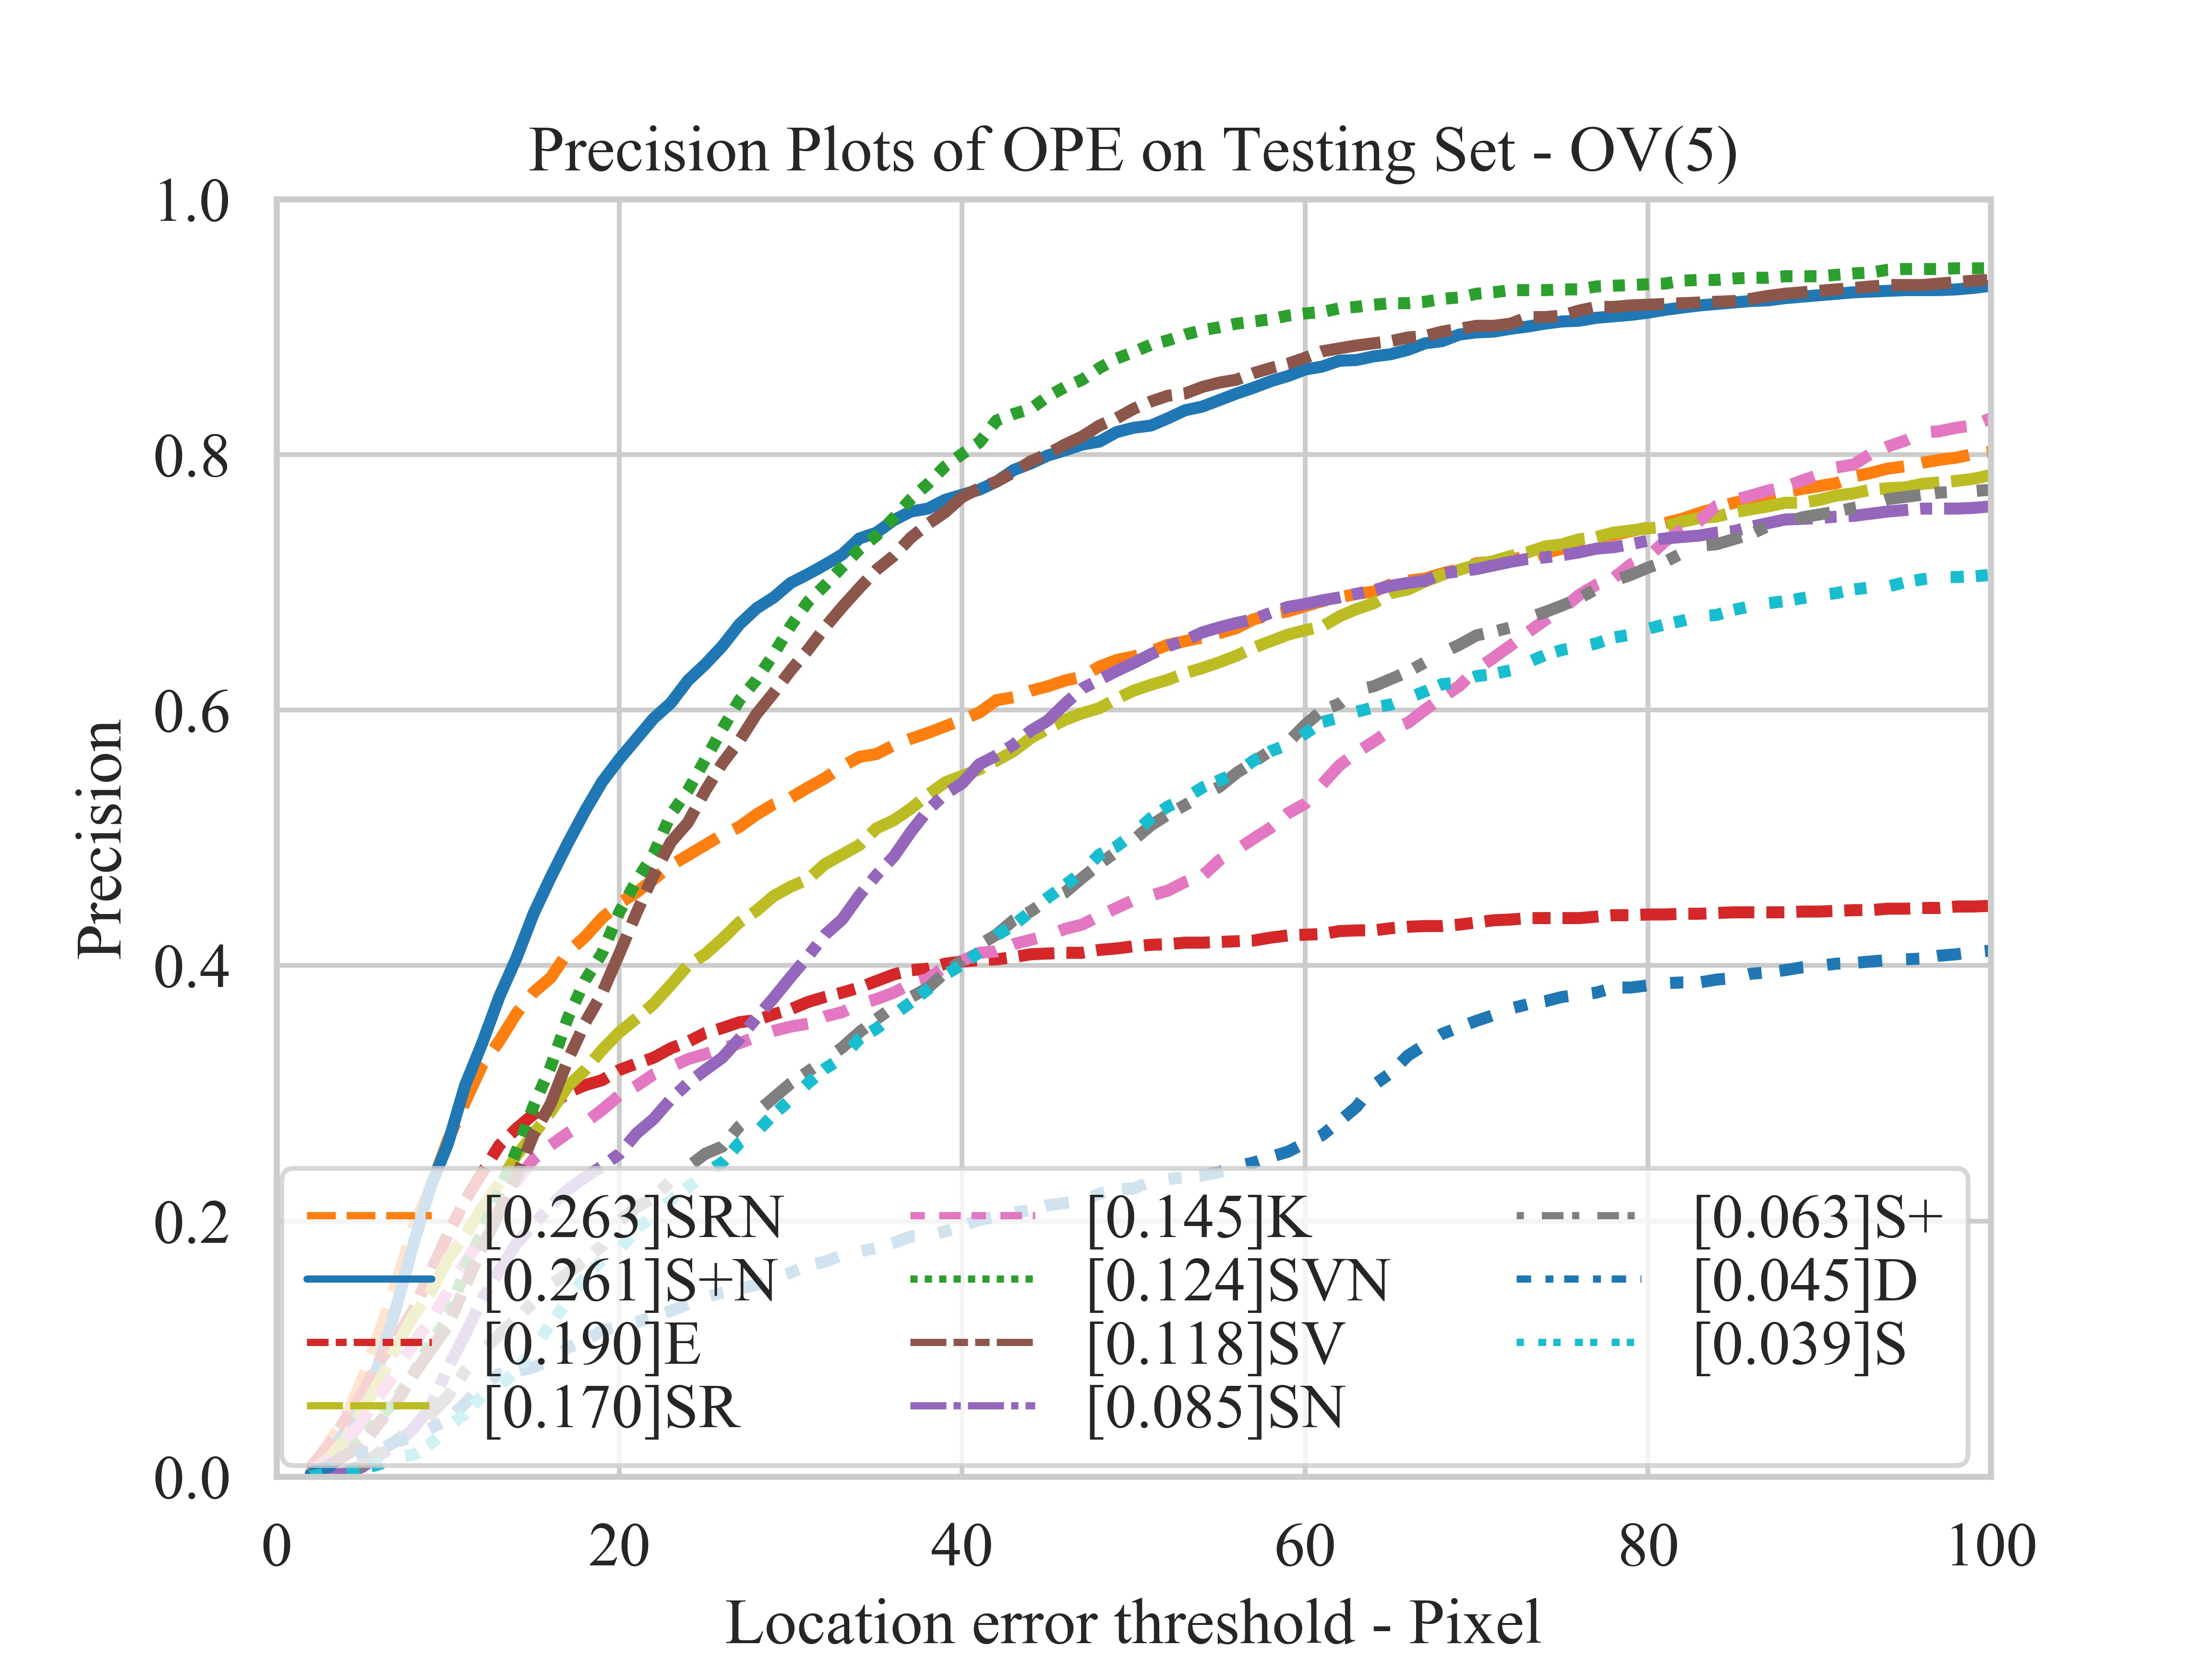 Precision Plots of OPE on Testing Set - OV(5)
1.0
0.8
0.6
0.4
0.2
0.0
Precision
[0.263]SRN
[0.261]S+N
[0.190]E
[0.170]SR
[0.145]K
[0.124]SVN
[0.118]SV
[0.085]SN
[0.063]S+
[0.045]D
[0.039]S
0 20 40 60 80 100
Location error threshold - Pixel